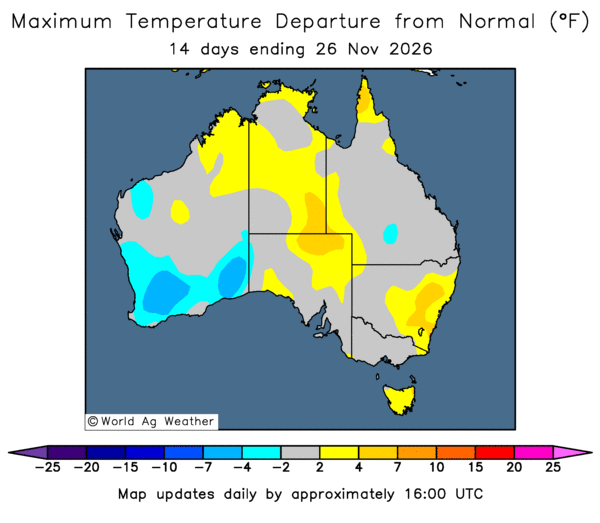 Maximum Temperature Departure from Normal (°F)
14 days ending 26 Nov 2026
©World Ag Weather
−25 −20 −15 −10 −7 −4 −2 2 4 7 10 15 20 25
Map updates daily by approximately 16:00 UTC